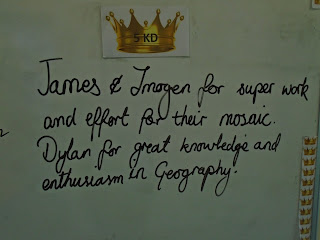 5 KD
James & Imogen for super work
and effort for their mosaic.
Dylan for great knowledge and
enthusiasm in Geography.